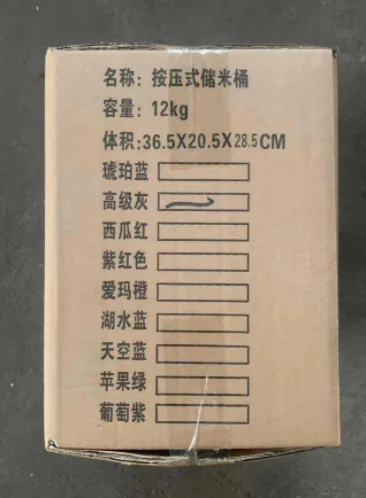 名称：按压式储米桶
容量：12kg
体积:36.5X20.5X28.5CM
琥珀蓝
高级灰
西瓜红
紫红色
爱玛橙
湖水蓝
天空蓝
苹果绿
葡萄紫